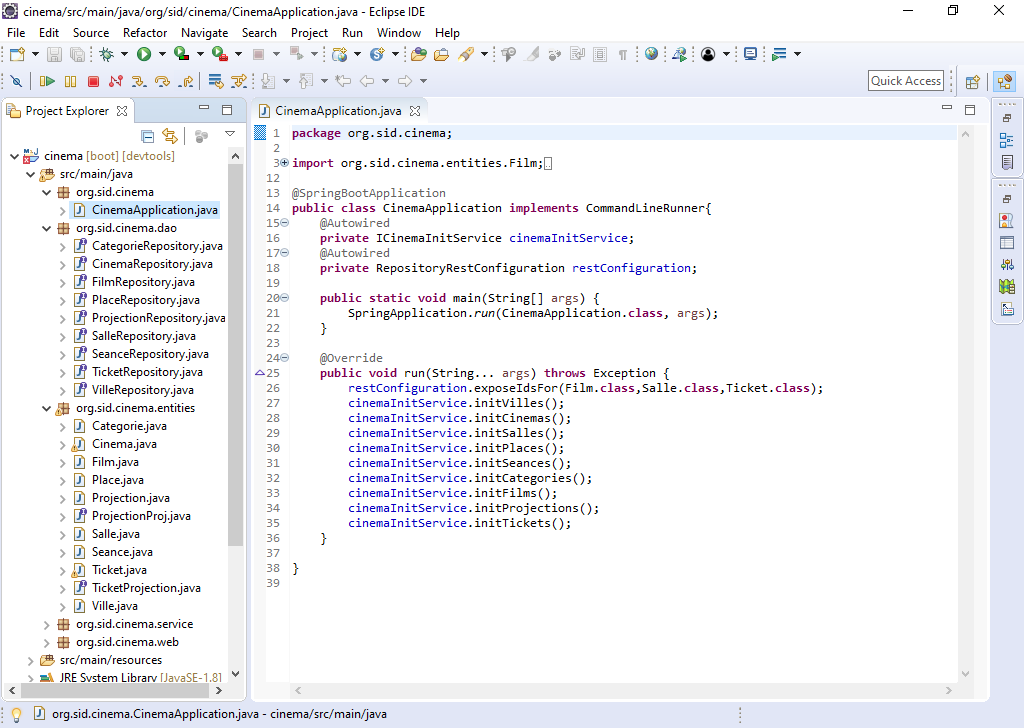 cinema/src/main/java/org/sid/cinema/CinemaApplication.java - Eclipse IDE
File Edit Source Refactor Navigate Search Project Run Window Help
Quick Access
Project Explorer
cinema [boot] [devtools]
src/main/java
org.sid.cinema
CinemaApplication.java
org.sid.cinema.dao
CategorieRepository.java
CinemaRepository.java
FilmRepository.java
PlaceRepository.java
ProjectionRepository.java
SalleRepository.java
SeanceRepository.java
TicketRepository.java
VilleRepository.java
org.sid.cinema.entities
Categorie.java
Cinema.java
Film.java
Place.java
Projection.java
ProjectionProj.java
Salle.java
Seance.java
Ticket.java
TicketProjection.java
Ville.java
org.sid.cinema.service
org.sid.cinema.web
src/main/resources
JRE System Library [JavaSE-1.8]
CinemaApplication.java
1 package org.sid.cinema;
2
3 import org.sid.cinema.entities.Film;
12
13 @SpringBootApplication
14 public class CinemaApplication implements CommandLineRunner{
15 @Autowired
16 private ICinemaInitService cinemaInitService;
17 @Autowired
18 private RepositoryRestConfiguration restConfiguration;
19
20 public static void main(String[] args) {
21 SpringApplication.run(CinemaApplication.class, args);
22 }
23
24 @Override
25 public void run(String... args) throws Exception {
26 restConfiguration.exposeIdsFor(Film.class,Salle.class,Ticket.class);
27 cinemaInitService.initVilles();
28 cinemaInitService.initCinemas();
29 cinemaInitService.initSalles();
30 cinemaInitService.initPlaces();
31 cinemaInitService.initSeances();
32 cinemaInitService.initCategories();
33 cinemaInitService.initFilms();
34 cinemaInitService.initProjections();
35 cinemaInitService.initTickets();
36 }
37
38 }
39
org.sid.cinema.CinemaApplication.java - cinema/src/main/java